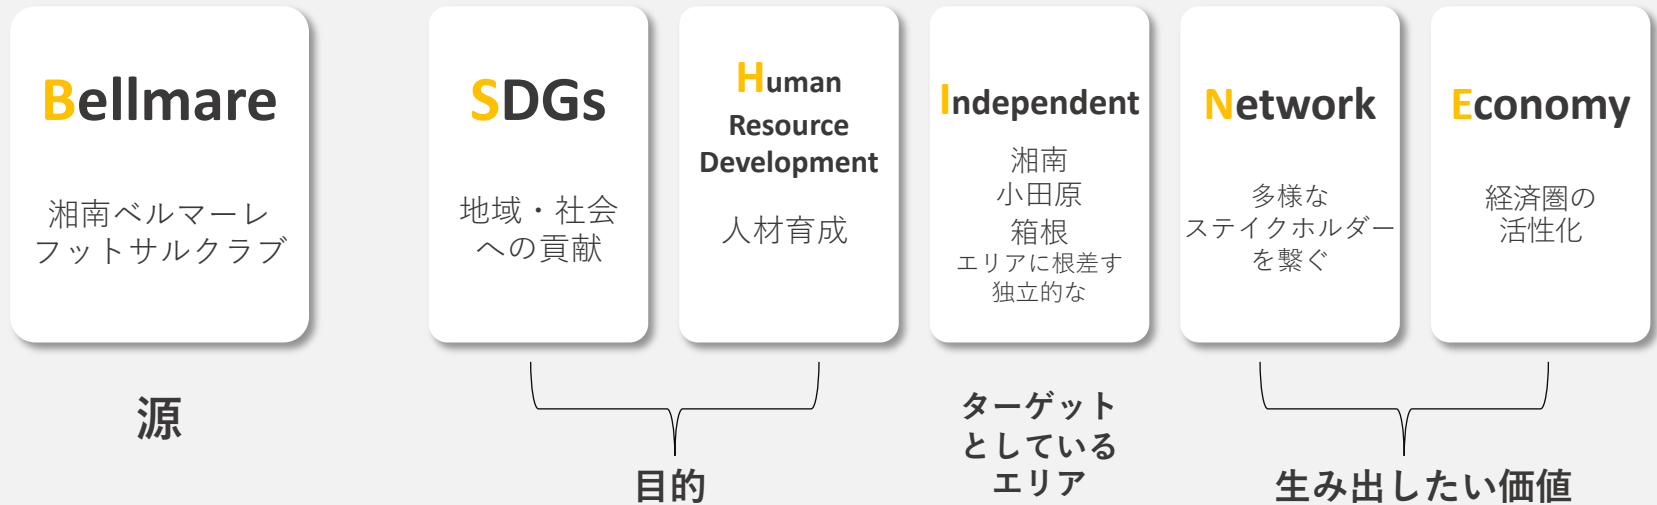 Bellmare
湘南ベルマーレ
フットサルクラブ
源
SDGs
地域・社会
への貢献
Human
Resource
Development
人材育成
目的
Independent
湘南
小田原
箱根
エリアに根差す
独立的な
ターゲット
としている
エリア
Network
多様な
ステイクホルダー
を繋ぐ
Economy
経済圏の
活性化
生み出したい価値